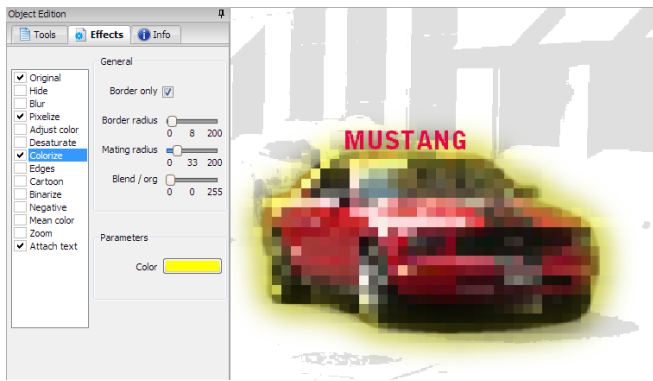 Object Edition
Tools
Effects
Info
Original
Hide
Blur
Pixelize
Adjust color
Desaturate
Colorize
Edges
Cartoon
Binarize
Negative
Mean color
Zoom
Attach text
General
Border only
Border radius
0 8 200
Mating radius
0 33 200
Blend / org
0 0 255
Parameters
Color
MUSTANG